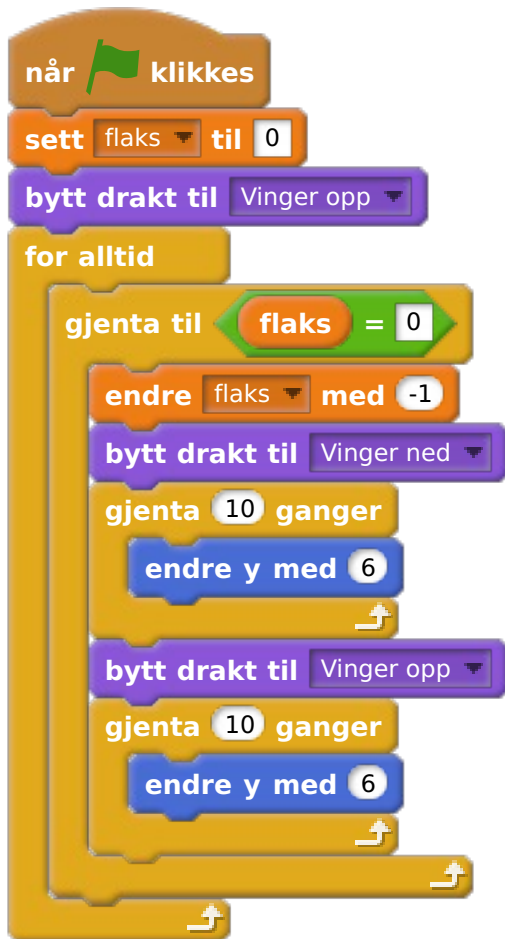 når klikkes
sett flaks til 0
bytt drakt til Vinger opp
for alltid
gjenta til flaks = 0
endre flaks med -1
bytt drakt til Vinger ned
gjenta 10 ganger
endre y med 6
bytt drakt til Vinger opp
gjenta 10 ganger
endre y med 6